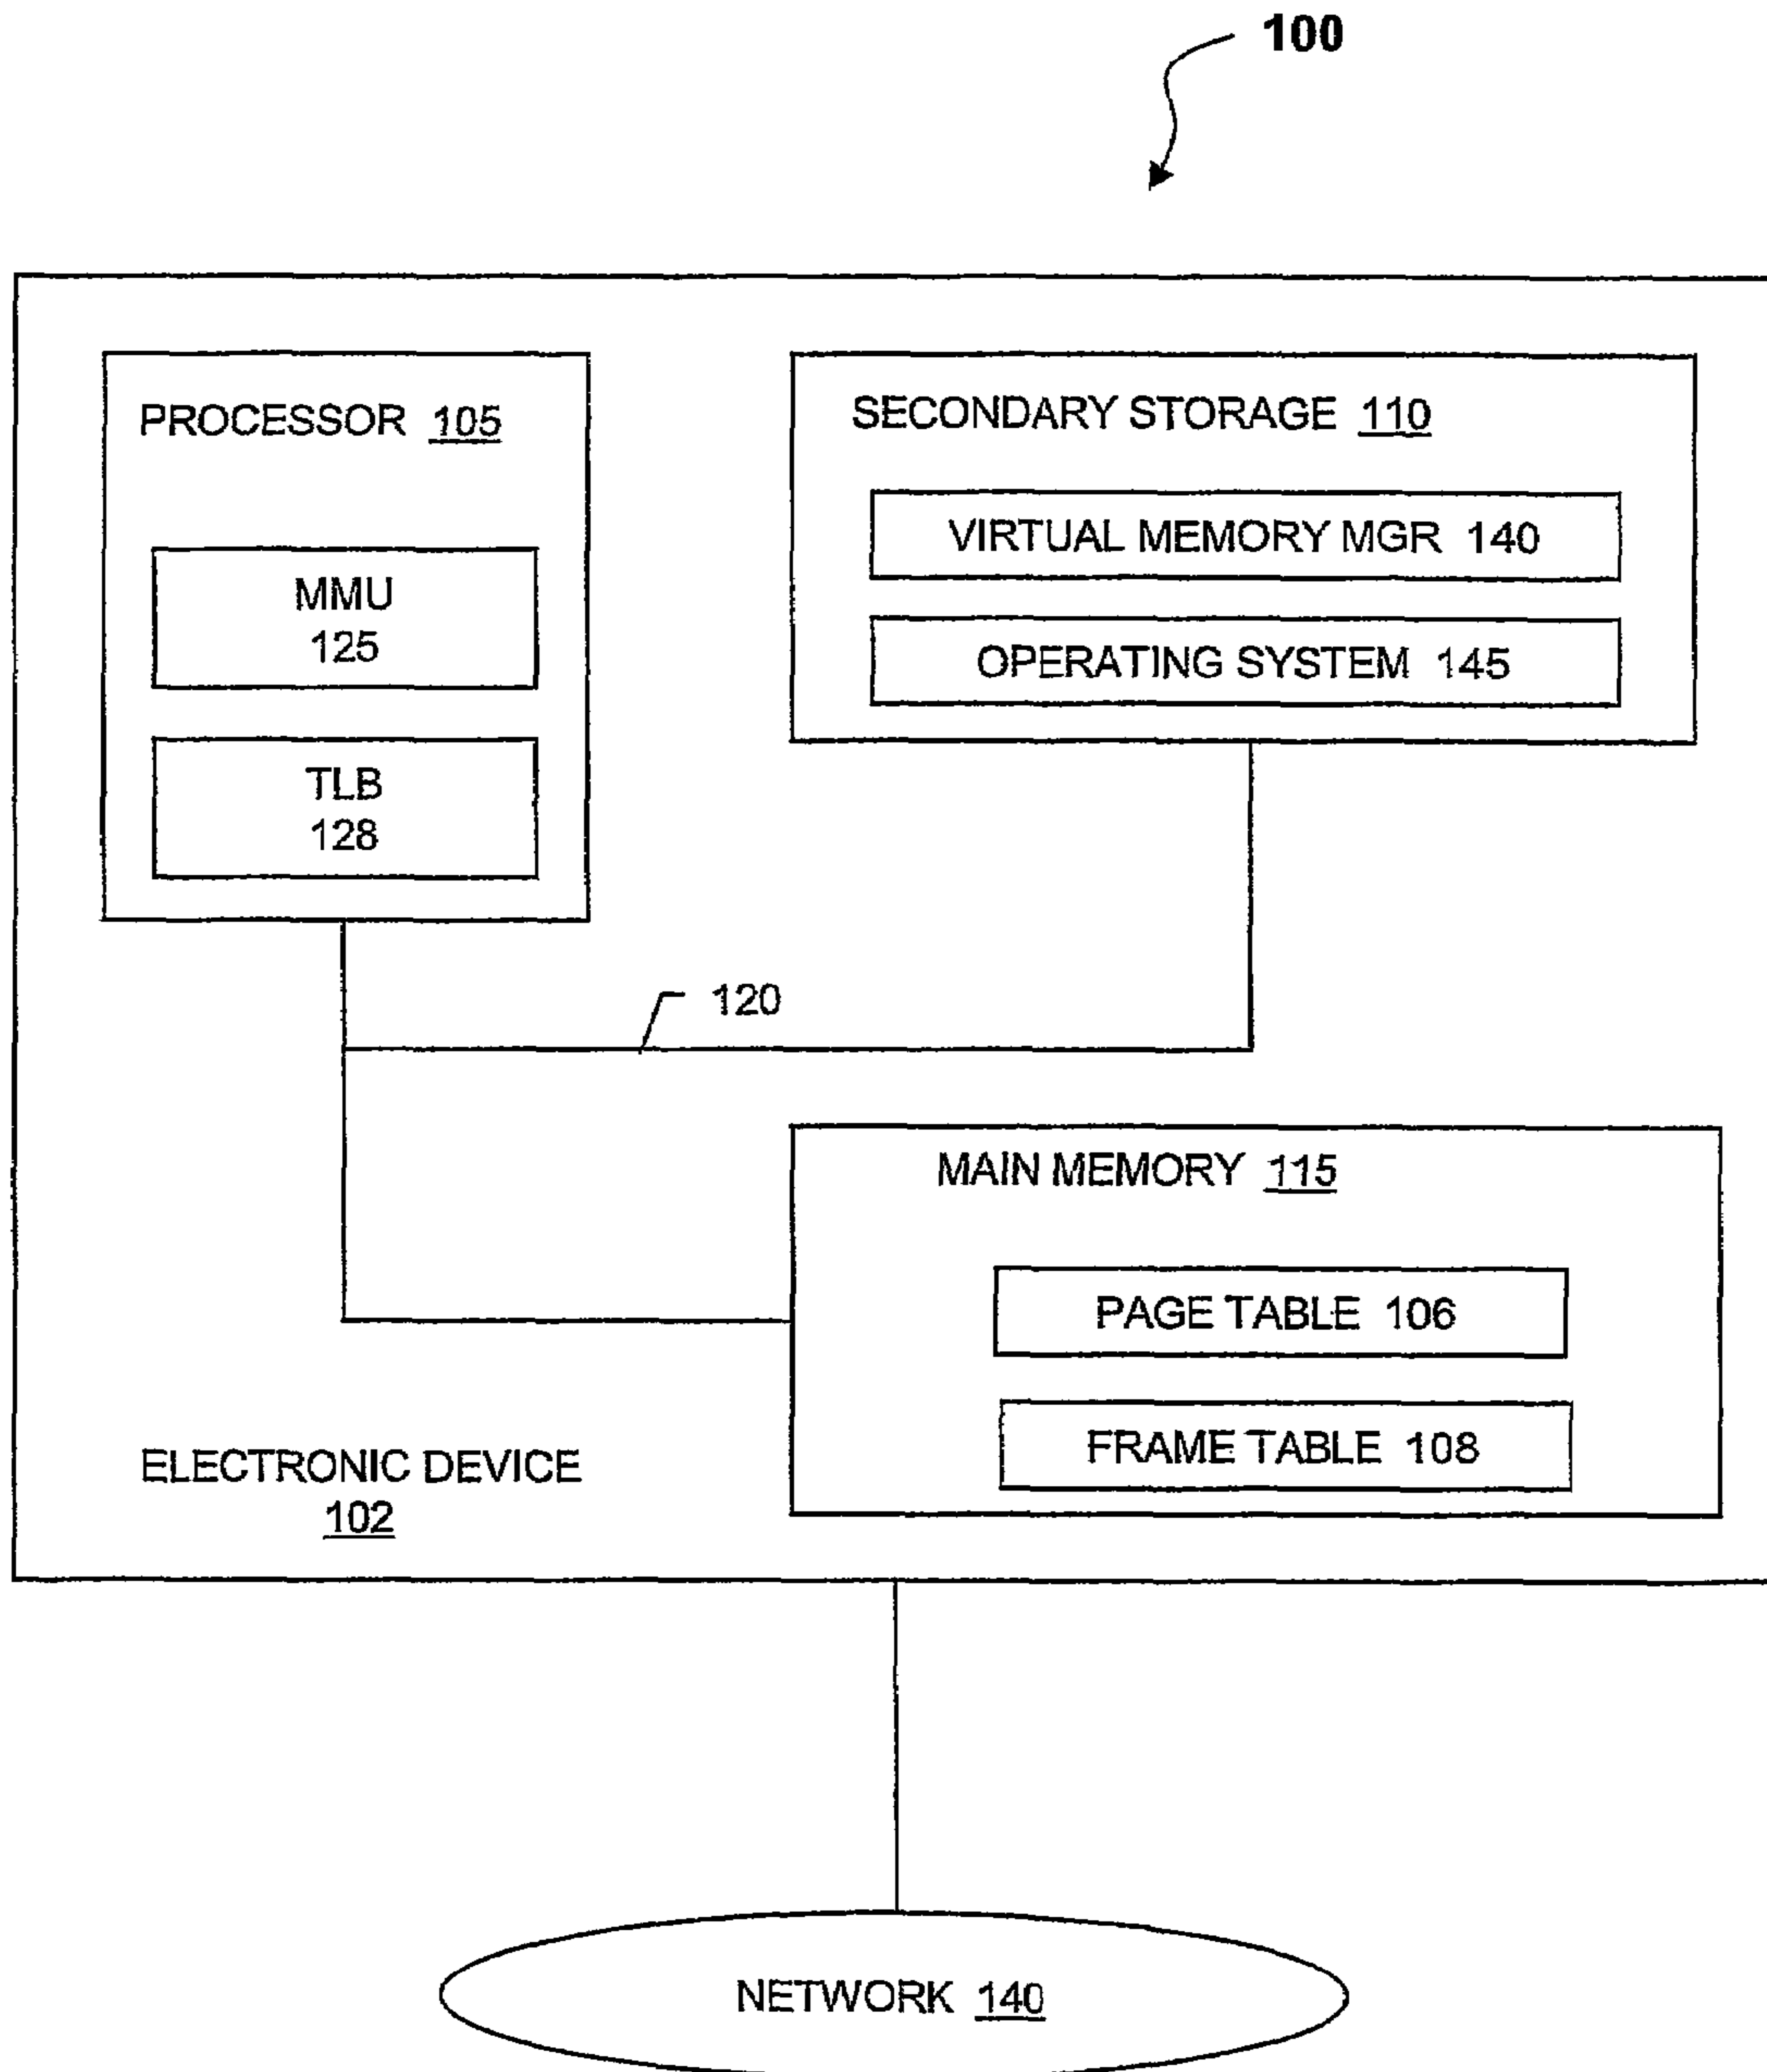 100
PROCESSOR 105
MMU
125
TLB
128
SECONDARY STORAGE 110
VIRTUAL MEMORY MGR 140
OPERATING SYSTEM 145
120
MAIN MEMORY 115
PAGE TABLE 106
FRAME TABLE 108
ELECTRONIC DEVICE
102
NETWORK 140